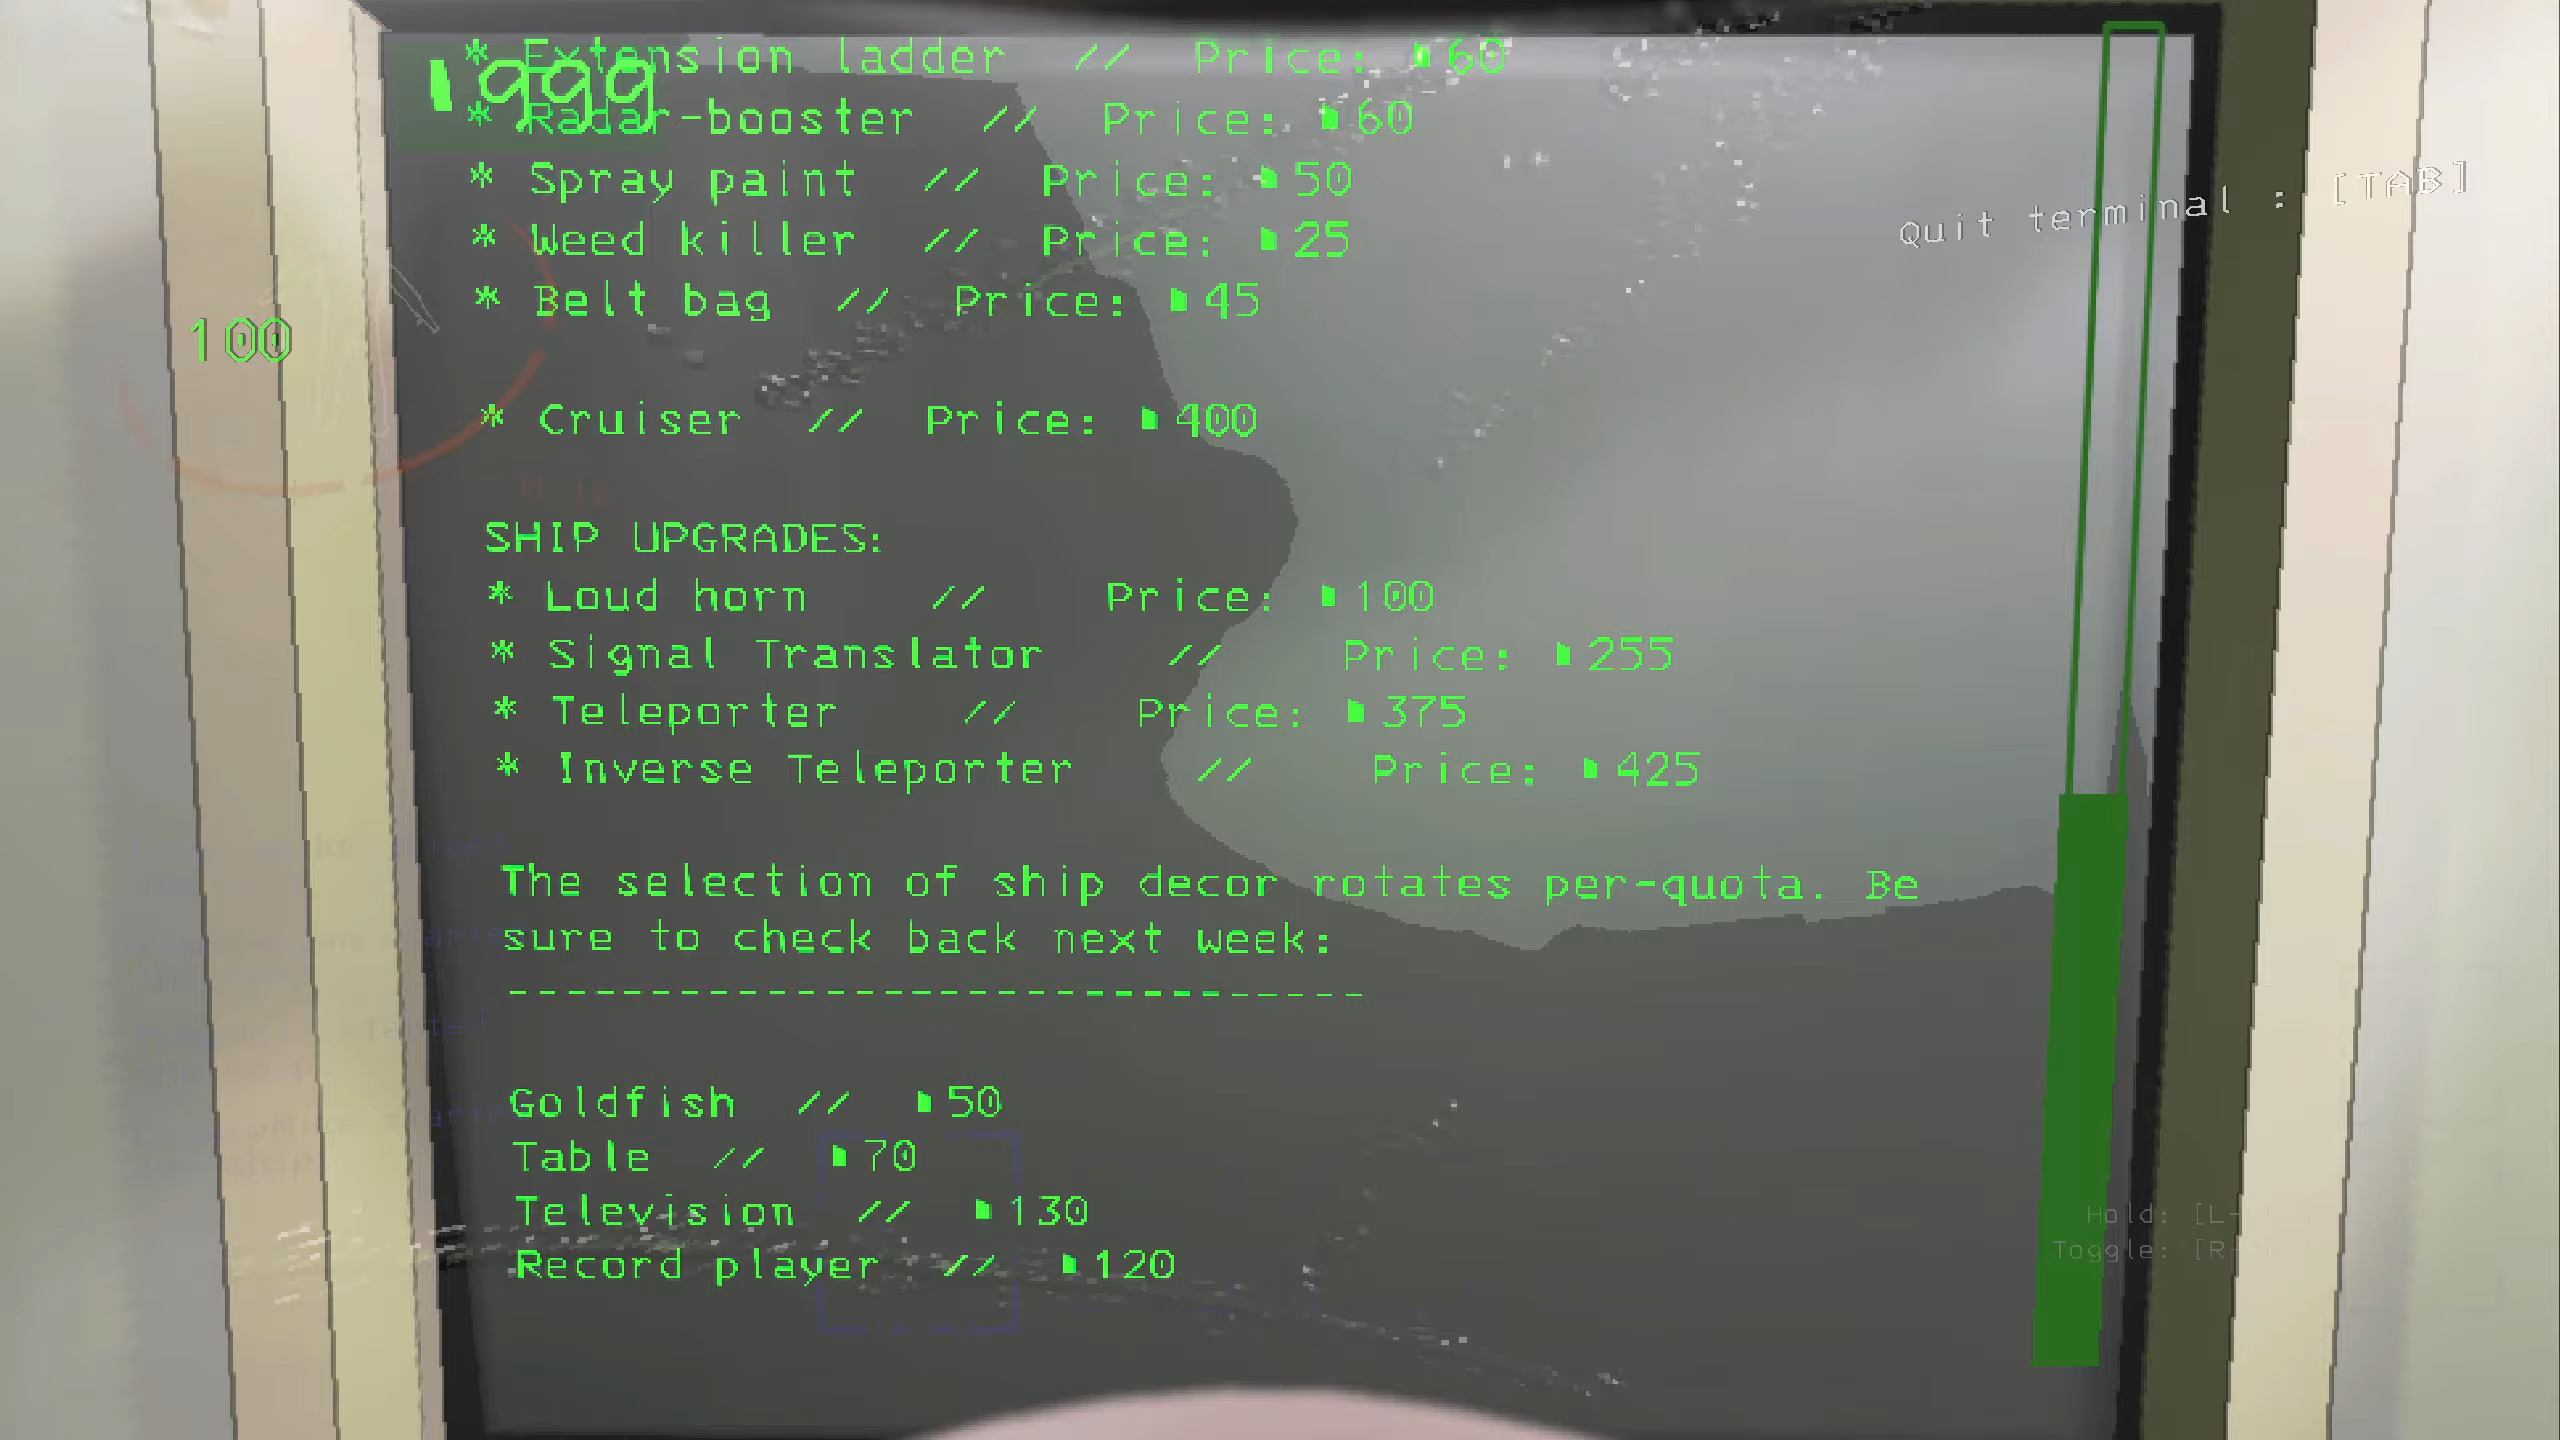 * Extension ladder // Price: ▮60
▮999
* Radar-booster // Price: ▮60
* Spray paint // Price: ▮50
Quit terminal : [TAB]
* Weed killer // Price: ▮25
* Belt bag // Price: ▮45
100
* Cruiser // Price: ▮400
SHIP UPGRADES:
* Loud horn // Price: ▮100
* Signal Translator // Price: ▮255
* Teleporter // Price: ▮375
* Inverse Teleporter // Price: ▮425
The selection of ship decor rotates per-quota. Be
sure to check back next week:
------------------------------
Goldfish // ▮50
Table // ▮70
Television // ▮130
Record player // ▮120
Hold: [L-
Toggle: [R-